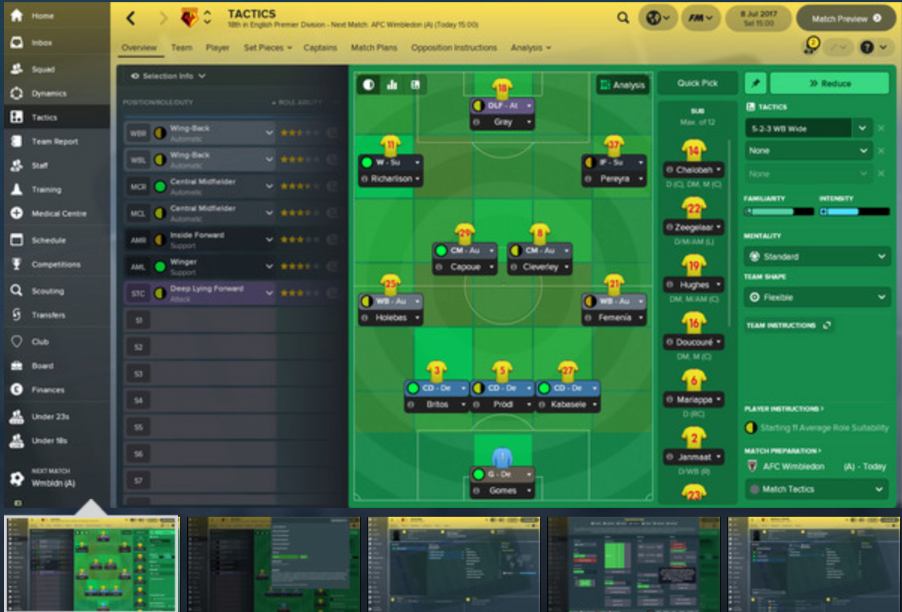 Home
Inbox
Squad
Dynamics
Tactics
Team Report
Staff
Training
Medical Centre
Schedule
Competitions
Scouting
Transfers
Club
Board
Finances
Under 23s
Under 18s
NEXT MATCH
Wmbldn (A)
TACTICS
18th in English Premier Division - Next Match: AFC Wimbledon (A) (Today 15:00)
FM
8 Jul 2017
Sat 15:00
Match Preview
Overview Team Player Set Pieces Captains Match Plans Opposition Instructions Analysis
Selection Info
POSITION/ROLE/DUTY ROLE ABILITY
WBR Wing-Back
Automatic
WBL Wing-Back
Automatic
MCR Central Midfielder
Automatic
MCL Central Midfielder
Automatic
AMR Inside Forward
Support
AML Winger
Support
STC Deep Lying Forward
Attack
S1
S2
S3
S4
S5
S6
S7
Analysis
18
DLF - At
Gray
11
W - Su
Richarlison
37
IF - Su
Pereyra
29
CM - Au
Capoue
8
CM - Au
Cleverley
25
WB - Au
Holebas
21
WB - Au
Femenía
3
CD - De
Britos
5
CD - De
Prödl
27
CD - De
Kabasele
1
G - De
Gomes
Quick Pick
SUB
Max. of 12
14
Chalobah
D (C), DM, M (C)
22
Zeegelaar
D/M/AM (L)
19
Hughes
DM, M/AM (C)
16
Doucouré
DM, M (C)
6
Mariappa
D (RC)
2
Janmaat
D/WB (R)
23
Reduce
TACTICS
5-2-3 WB Wide
None
None
FAMILIARITY INTENSITY
MENTALITY
Standard
TEAM SHAPE
Flexible
TEAM INSTRUCTIONS
PLAYER INSTRUCTIONS
Starting 11 Average Role Suitability
MATCH PREPARATION
AFC Wimbledon (A) - Today
Match Tactics